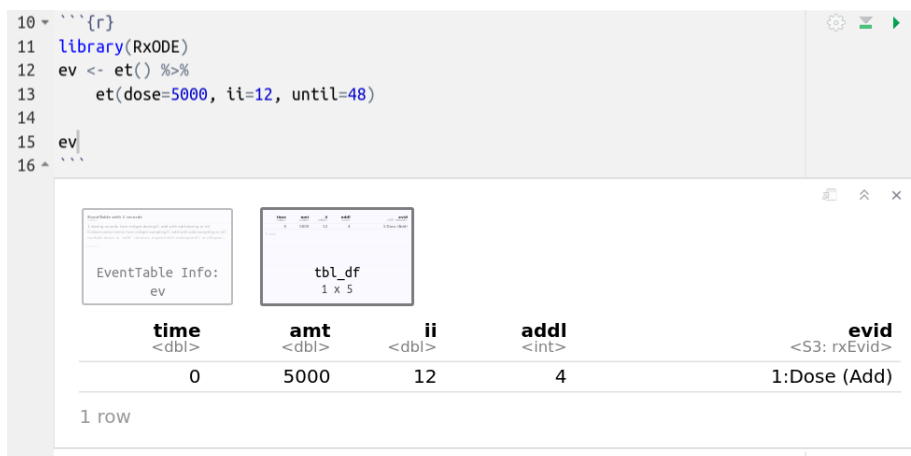 10 ```{r}
11 library(RxODE)
12 ev <- et() %>%
13     et(dose=5000, ii=12, until=48)
14
15 ev
16 ```
EventTable Info:
ev
tbl_df
1 x 5
time amt ii addl evid
<dbl> <dbl> <dbl> <int> <S3: rxEvid>
0 5000 12 4 1:Dose (Add)
1 row